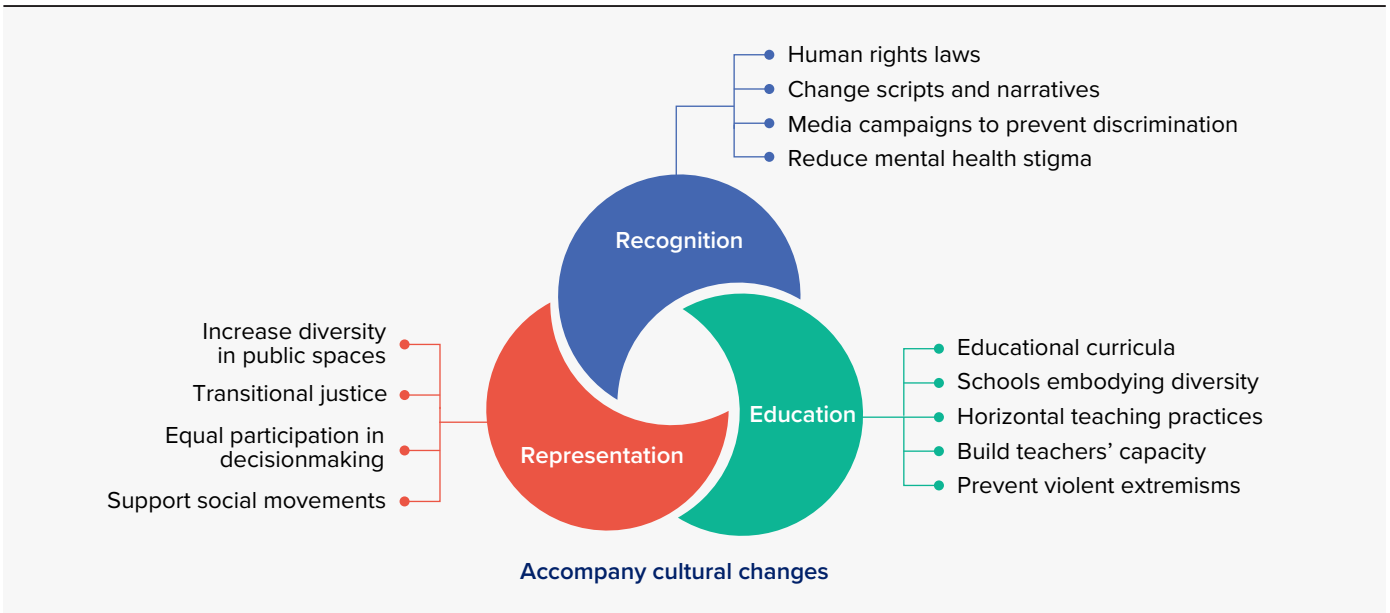 Human rights laws
Change scripts and narratives
Media campaigns to prevent discrimination
Reduce mental health stigma
Recognition
Increase diversity
in public spaces
Transitional justice
Equal participation in
decisionmaking
Support social movements
Representation
Education
Educational curricula
Schools embodying diversity
Horizontal teaching practices
Build teachers’ capacity
Prevent violent extremisms
Accompany cultural changes